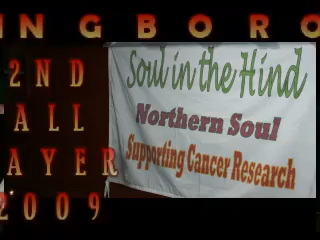 NGBORO
2ND
ALL
AYER
2009
Soul in the Hind
Northern Soul
Supporting Cancer Research